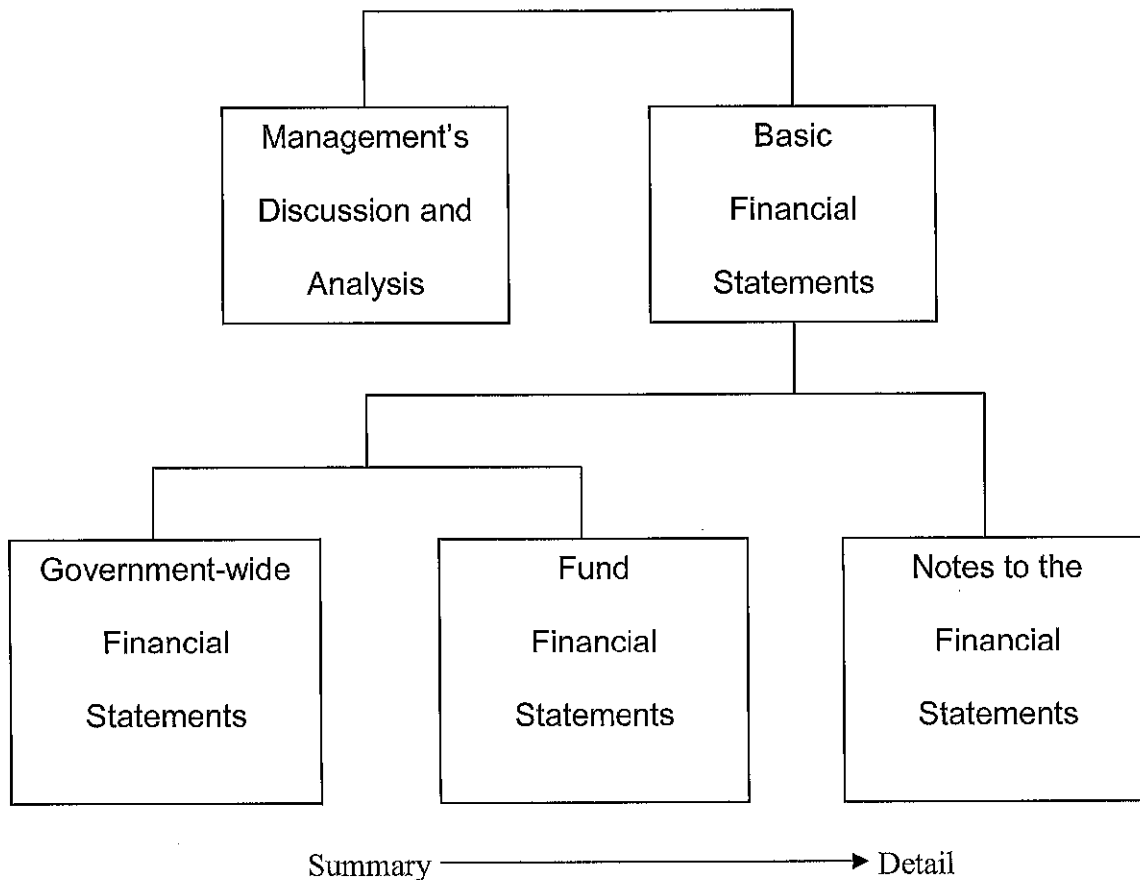 Management's
Discussion and
Analysis
Basic
Financial
Statements
Government-wide
Financial
Statements
Fund
Financial
Statements
Notes to the
Financial
Statements
Summary
Detail